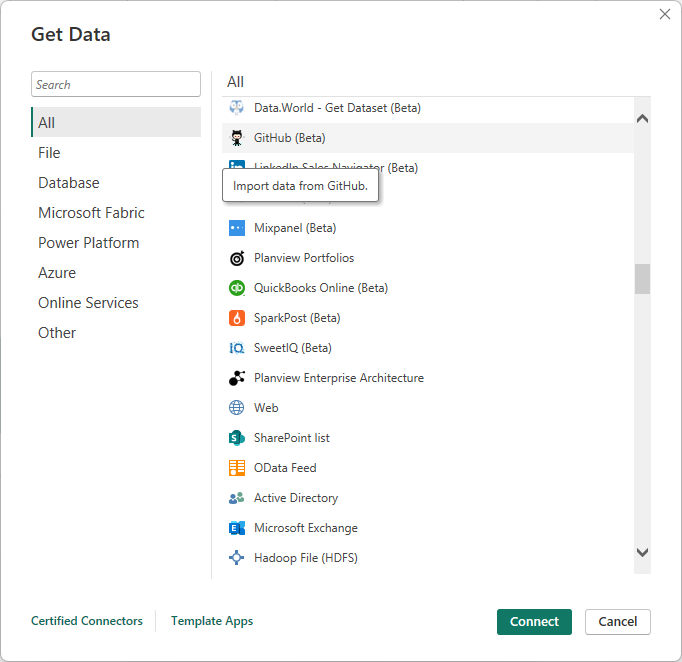 Get Data
Search
All
File
Database
Microsoft Fabric
Power Platform
Azure
Online Services
Other
All
Data.World - Get Dataset (Beta)
GitHub (Beta)
LinkedIn Sales Navigator (Beta)
Import data from GitHub.
Mixpanel (Beta)
Planview Portfolios
QuickBooks Online (Beta)
SparkPost (Beta)
SweetIQ (Beta)
Planview Enterprise Architecture
Web
SharePoint list
OData Feed
Active Directory
Microsoft Exchange
Hadoop File (HDFS)
Certified Connectors
Template Apps
Connect
Cancel